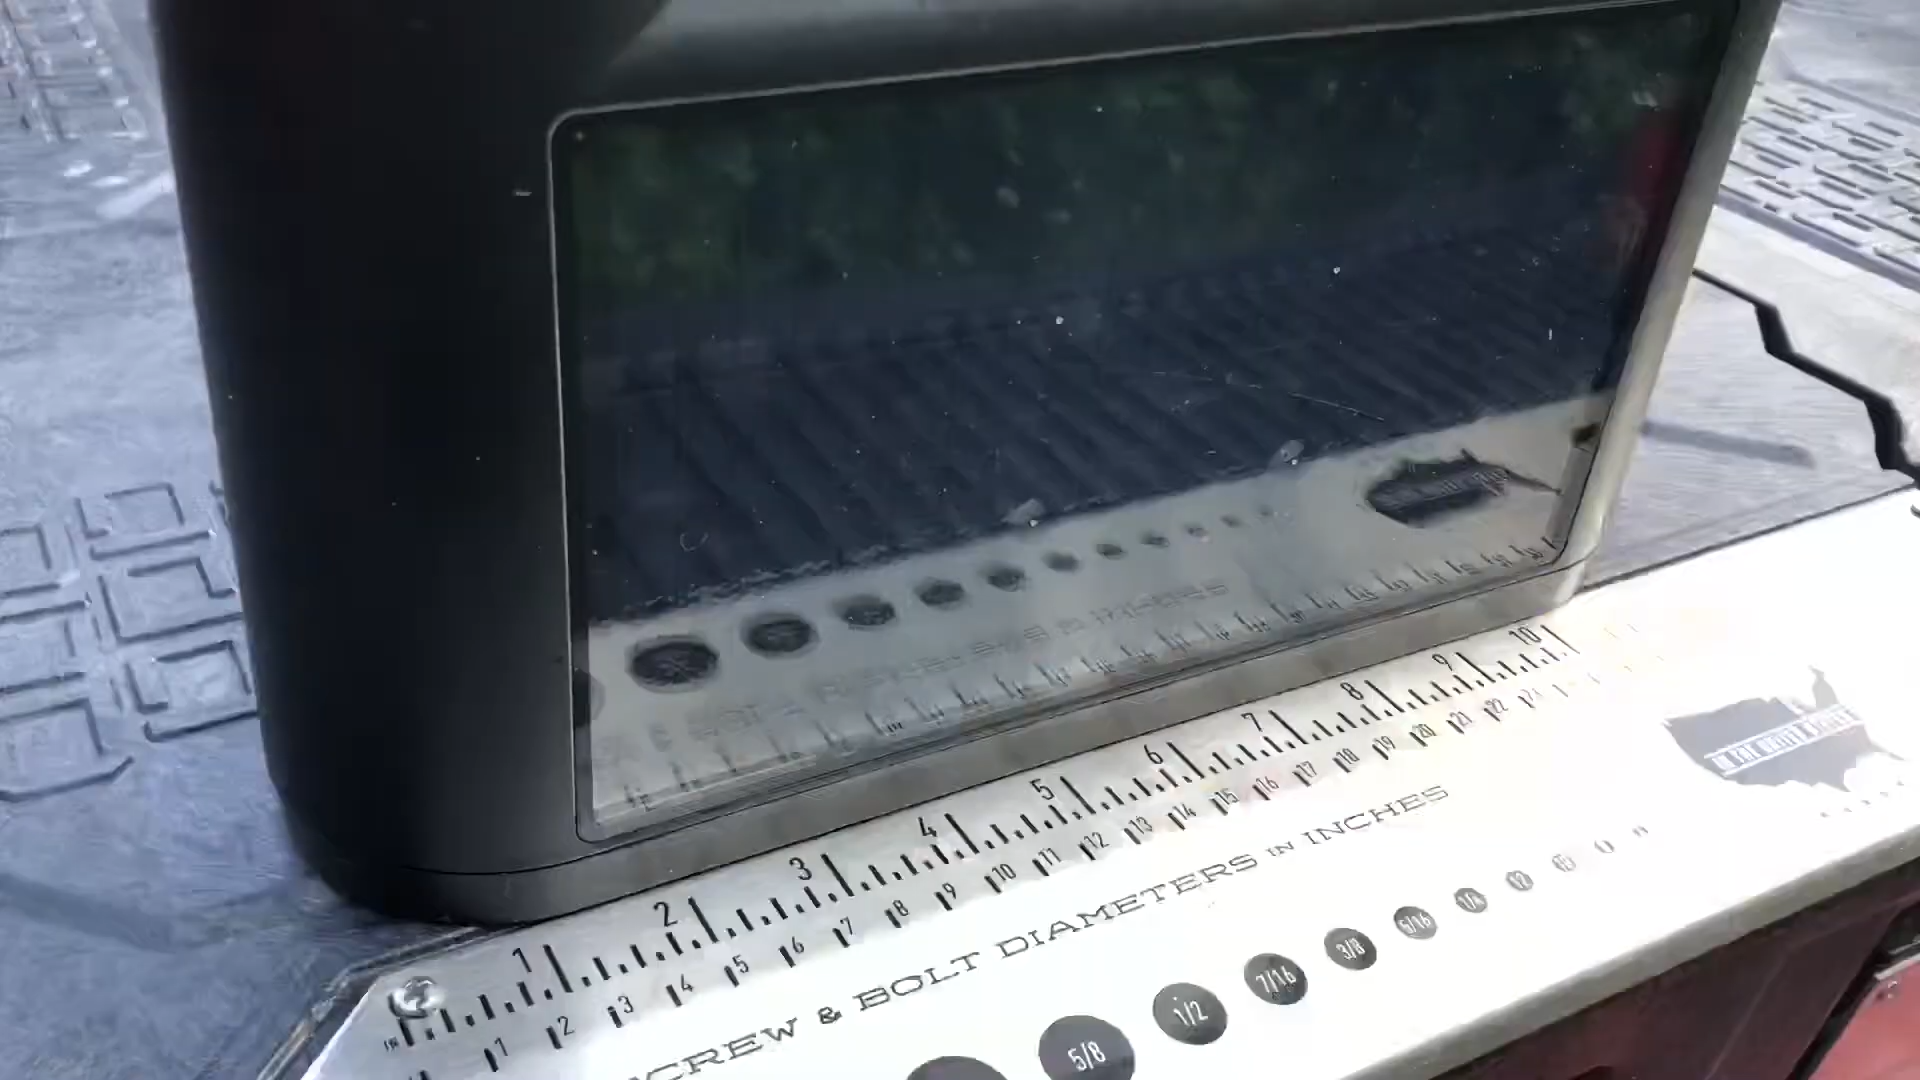 1 2 3 4 5 6 7 8 9 10
1 2 3 4 5 6 7 8 9 10 11 12 13 14 15 16 17 18 19 20 21 22
CREW & BOLT DIAMETERS IN INCHES
5/8 1/2 7/16 3/8 5/16 1/4